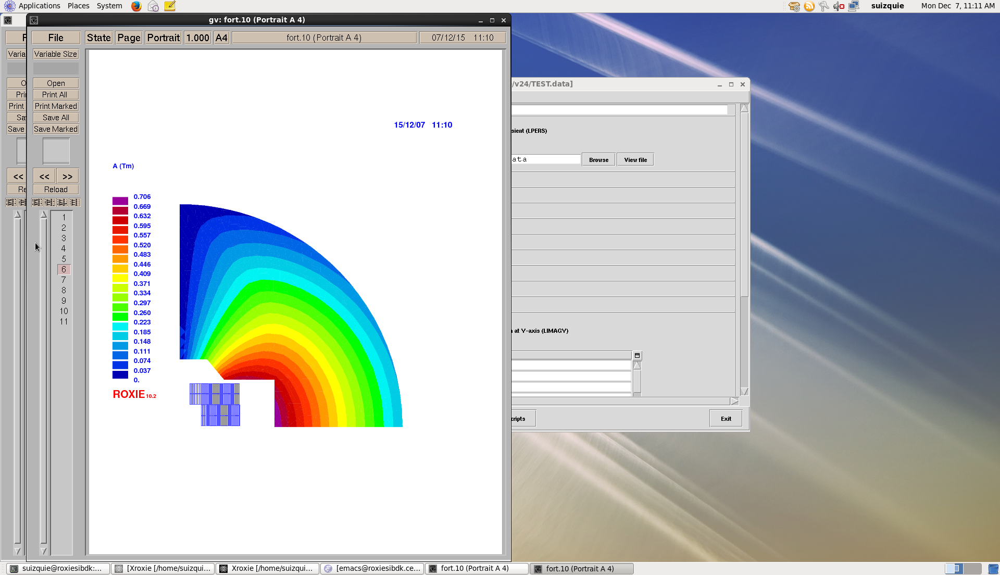 Applications Places System
suizquie Mon Dec 7, 11:11 AM
gv: fort.10 (Portrait A 4)
File State Page Portrait 1.000 A4 fort.10 (Portrait A 4) 07/12/15 11:10
Variable Size
Open
Print All
Print Marked
Save All
Save Marked
<< << >>
Reload
1
2
3
4
5
6
7
8
9
10
11
15/12/07 11:10
A (Tm)
0.706
0.669
0.632
0.595
0.557
0.520
0.483
0.446
0.409
0.371
0.334
0.297
0.260
0.223
0.185
0.148
0.111
0.074
0.037
0.
ROXIE 10.2
/v24/TEST.data]
sient (LPERS)
ata Browse View file
n at Y-axis (LIMAGY)
cripts Exit
suizquie@roxiesibdk:... [Xroxie [/home/suizqui... Xroxie [/home/suizqui... [emacs@roxiesibdk.ce... fort.10 (Portrait A 4) fort.10 (Portrait A 4)